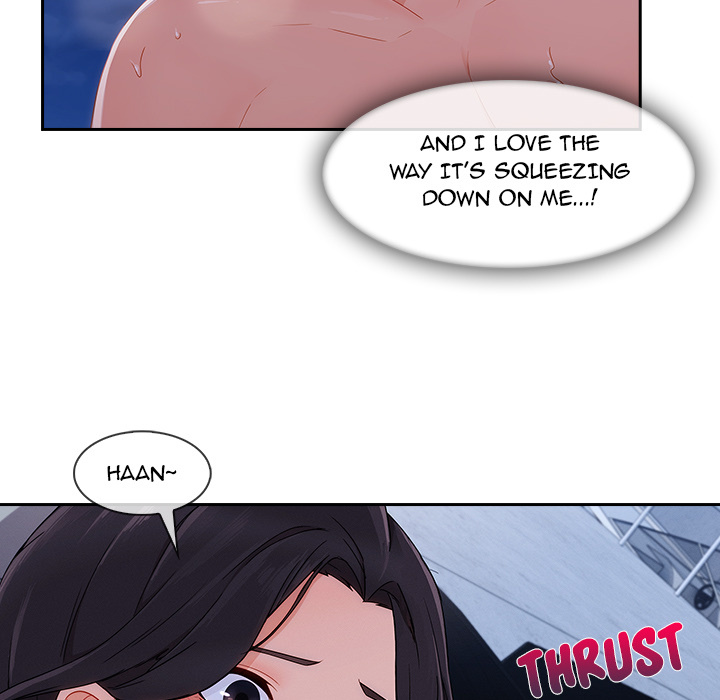 AND I LOVE THE
WAY IT'S SQUEEZING
DOWN ON ME...!
HAAN~
THRUST